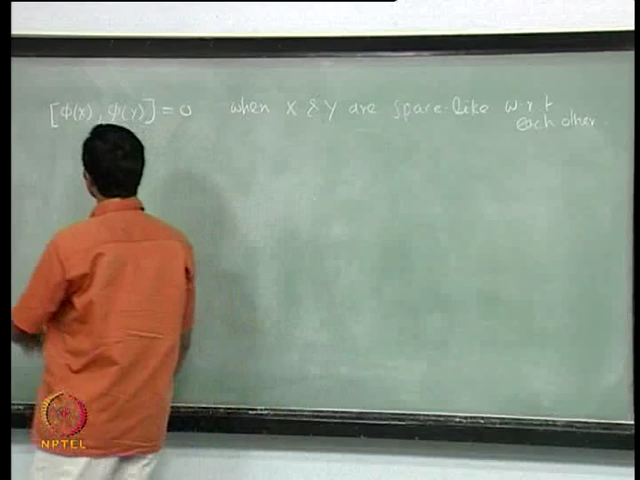 [Φ(x), φ(y)] = 0 when x & y are space-like w.r.t
each other.
NPTEL